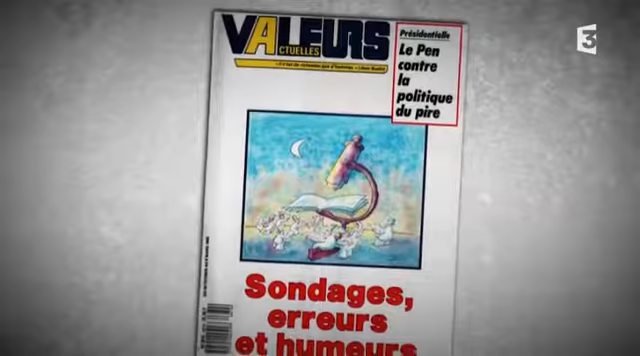 VALEURS
ACTUELLES
Présidentielle
Le Pen
contre
la
politique
du pire
3
Sondages,
erreurs
et humeurs